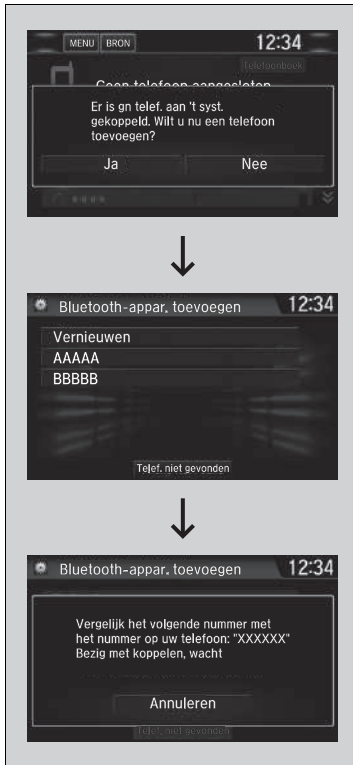 MENU BRON 12:34
Telefoonboek
Geen telefoon aangesloten
Er is gn telef. aan 't syst.
gekoppeld. Wilt u nu een telefoon
toevoegen?
Ja Nee
Bluetooth-appar. toevoegen 12:34
Vernieuwen
AAAAA
BBBBB
Telef. niet gevonden
Bluetooth-appar. toevoegen 12:34
Vergelijk het volgende nummer met
het nummer op uw telefoon: "XXXXXX"
Bezig met koppelen, wacht
Annuleren
Telef. niet gevonden